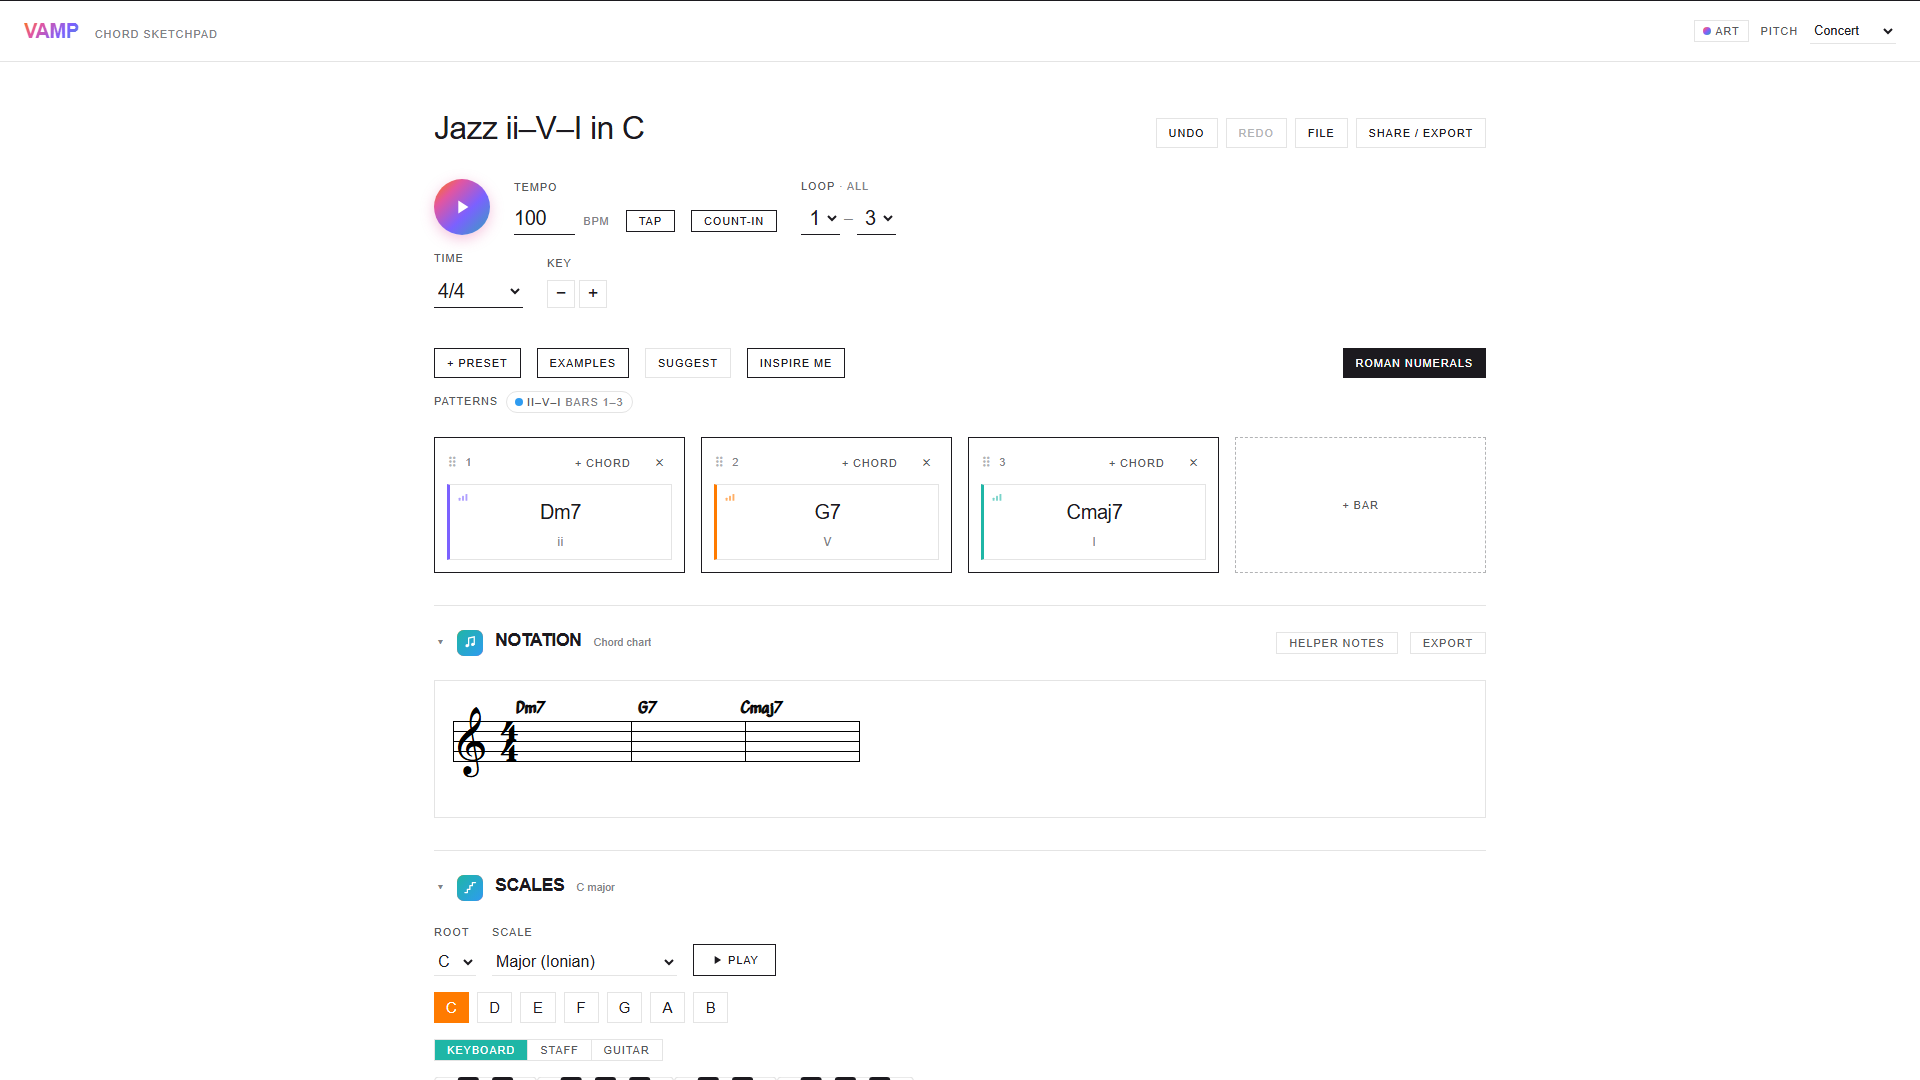 VAMP CHORD SKETCHPAD ART PITCH Concert
Jazz ii–V–I in C
UNDO REDO FILE SHARE / EXPORT
TEMPO LOOP · ALL
100 BPM TAP COUNT-IN 1 – 3
TIME KEY
4/4 − +
+ PRESET EXAMPLES SUGGEST INSPIRE ME ROMAN NUMERALS
PATTERNS II–V–I BARS 1–3
1 + CHORD × 2 + CHORD × 3 + CHORD ×
Dm7 G7 Cmaj7
+ BAR
ii V I
NOTATION Chord chart HELPER NOTES EXPORT
Dm7 G7 Cmaj7
4
4
SCALES C major
ROOT SCALE
C Major (Ionian) PLAY
C D E F G A B
KEYBOARD STAFF GUITAR